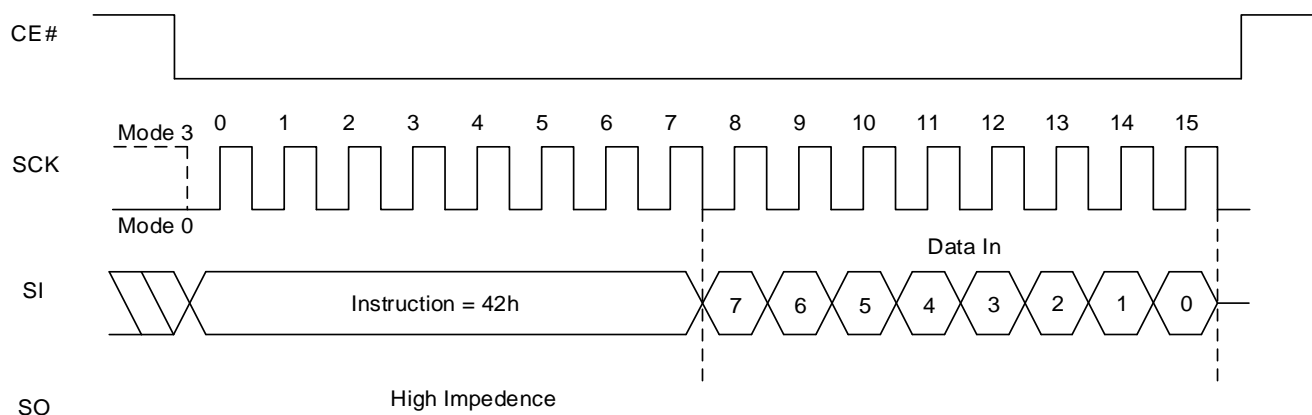 CE#
Mode 3
0 1 2 3 4 5 6 7 8 9 10 11 12 13 14 15
SCK
Mode 0
Data In
SI
Instruction = 42h
7 6 5 4 3 2 1 0
High Impedence
SO